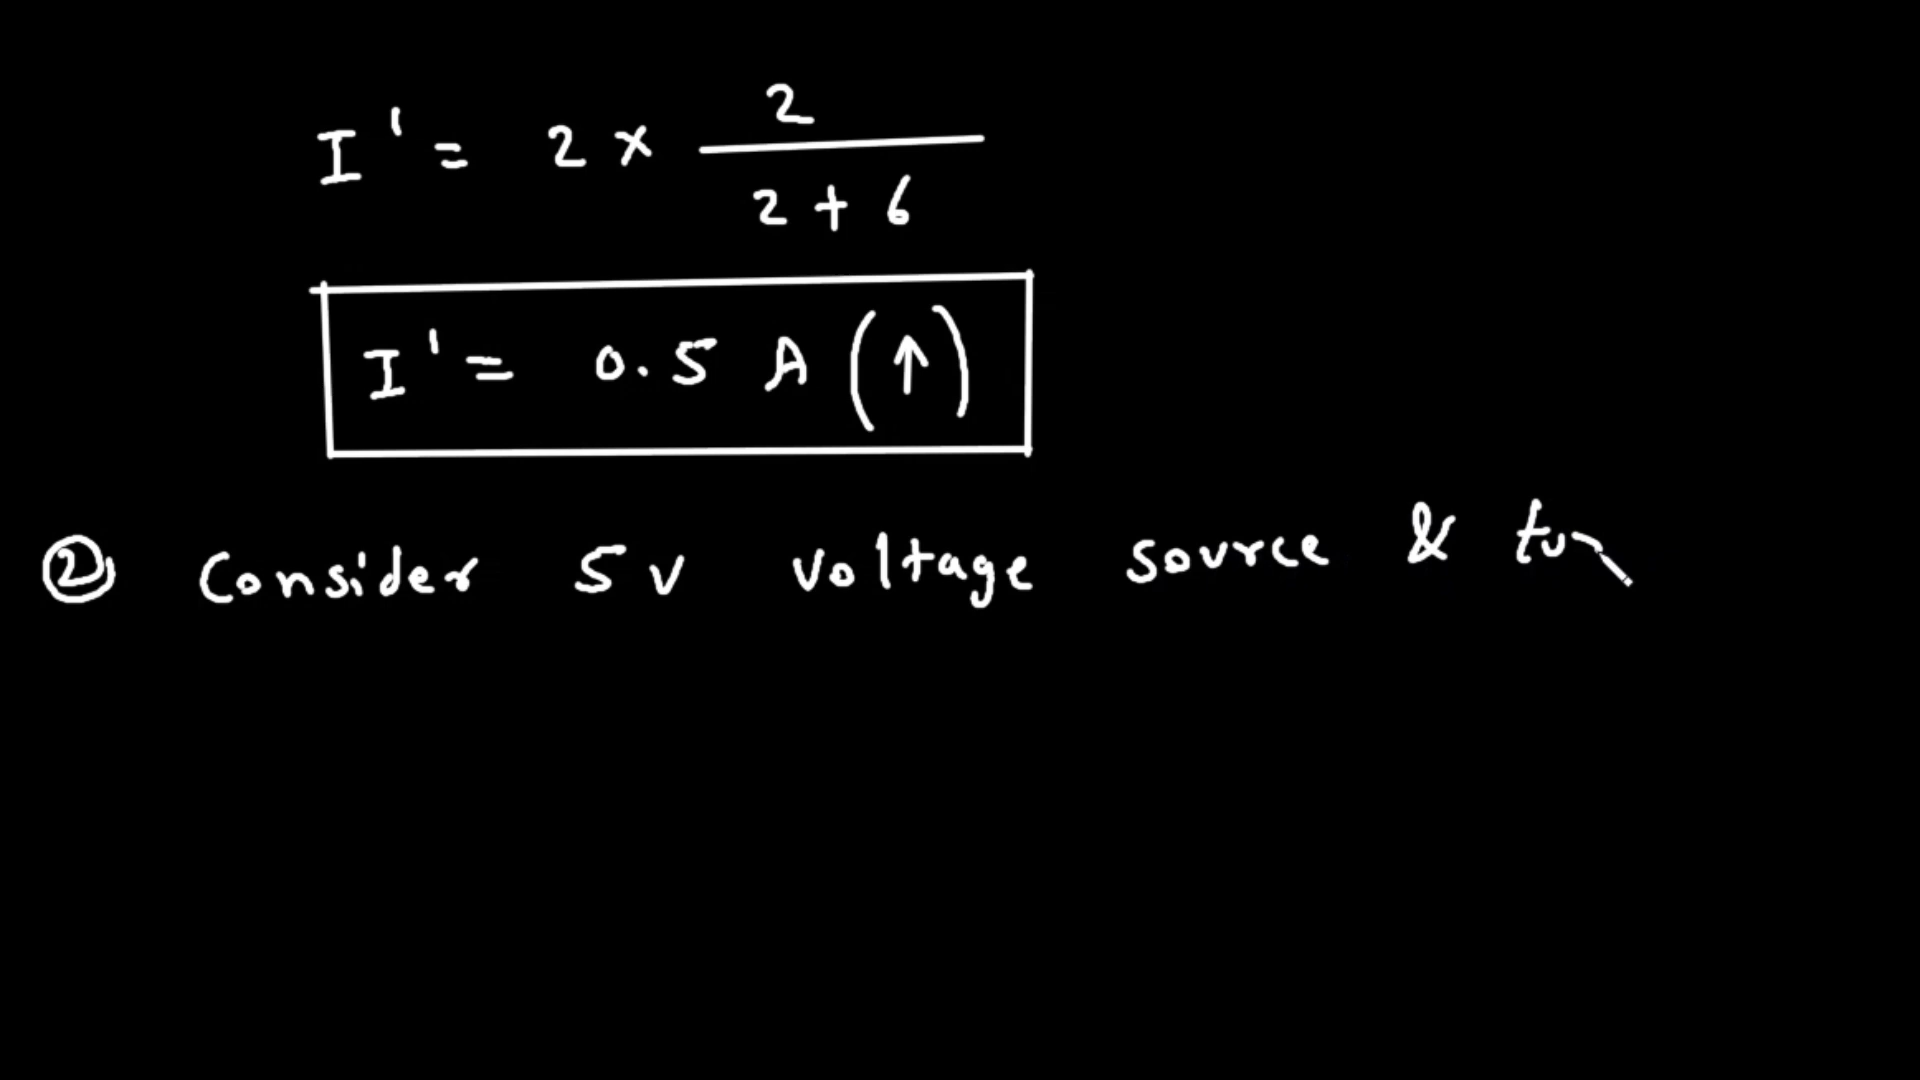 I' = 2 × 2
2 + 6
I' = 0.5 A (↑)
② Consider 5v voltage source &